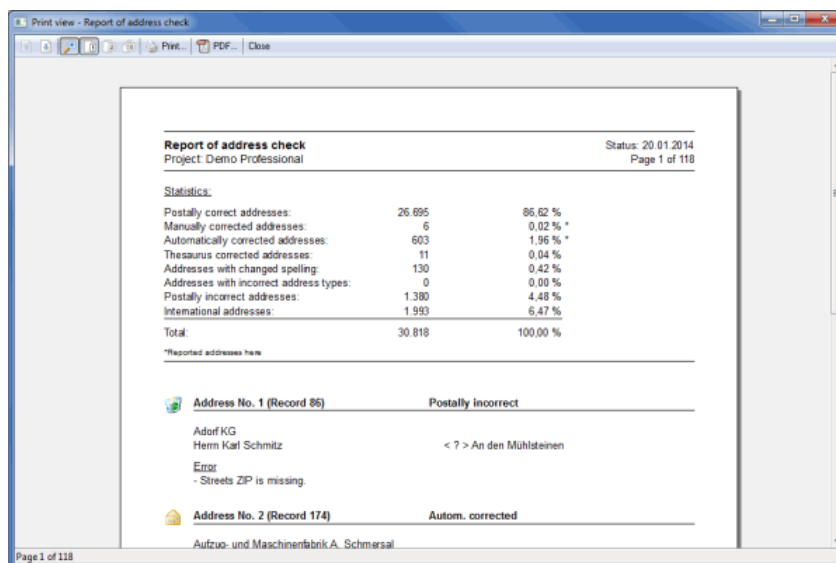 Print view - Report of address check
Print... PDF... Close
Report of address check Status: 20.01.2014
Project: Demo Professional Page 1 of 118
Statistics:
Postally correct addresses: 26.695 86,62 %
Manually corrected addresses: 6 0,02 % *
Automatically corrected addresses: 603 1,96 % *
Thesaurus corrected addresses: 11 0,04 %
Addresses with changed spelling: 130 0,42 %
Addresses with incorrect address types: 0 0,00 %
Postally incorrect addresses: 1.380 4,48 %
International addresses: 1.993 6,47 %
Total: 30.818 100,00 %
*Reported addresses here
Address No. 1 (Record 86) Postally incorrect
Adorf KG
Herrn Karl Schmitz < ? > An den Mühlsteinen
Error
- Streets ZIP is missing.
Address No. 2 (Record 174) Autom. corrected
Aufzug- und Maschinenfabrik A. Schmersal
Page 1 of 118